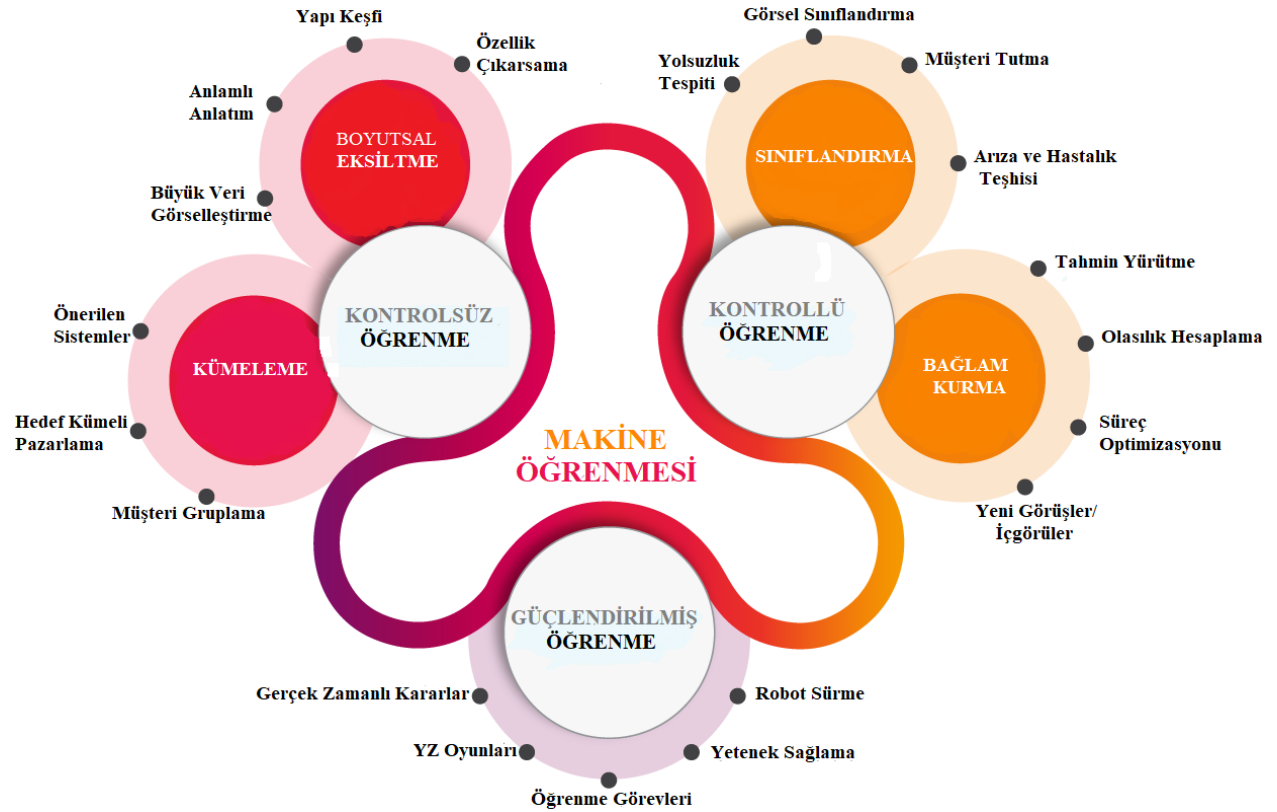 Yapı Keşfi
Özellik
Çıkarsama
Anlamlı
Anlatım
BOYUTSAL
EKSİLTME
Büyük Veri
Görselleştirme
Görsel Sınıflandırma
Yolsuzluk
Tespiti
Müşteri Tutma
SINIFLANDIRMA
Arıza ve Hastalık
Teşhisi
Önerilen
Sistemler
KÜMELEME
Hedef Kümeli
Pazarlama
Müşteri Gruplama
KONTROLSÜZ
ÖĞRENME
KONTROLLÜ
ÖĞRENME
Tahmin Yürütme
Olasılık Hesaplama
BAĞLAM
KURMA
Süreç
Optimizasyonu
Yeni Görüşler/
İçgörüler
MAKİNE
ÖĞRENMESİ
GÜÇLENDİRİLMİŞ
ÖĞRENME
Gerçek Zamanlı Kararlar
Robot Sürme
YZ Oyunları
Yetenek Sağlama
Öğrenme Görevleri